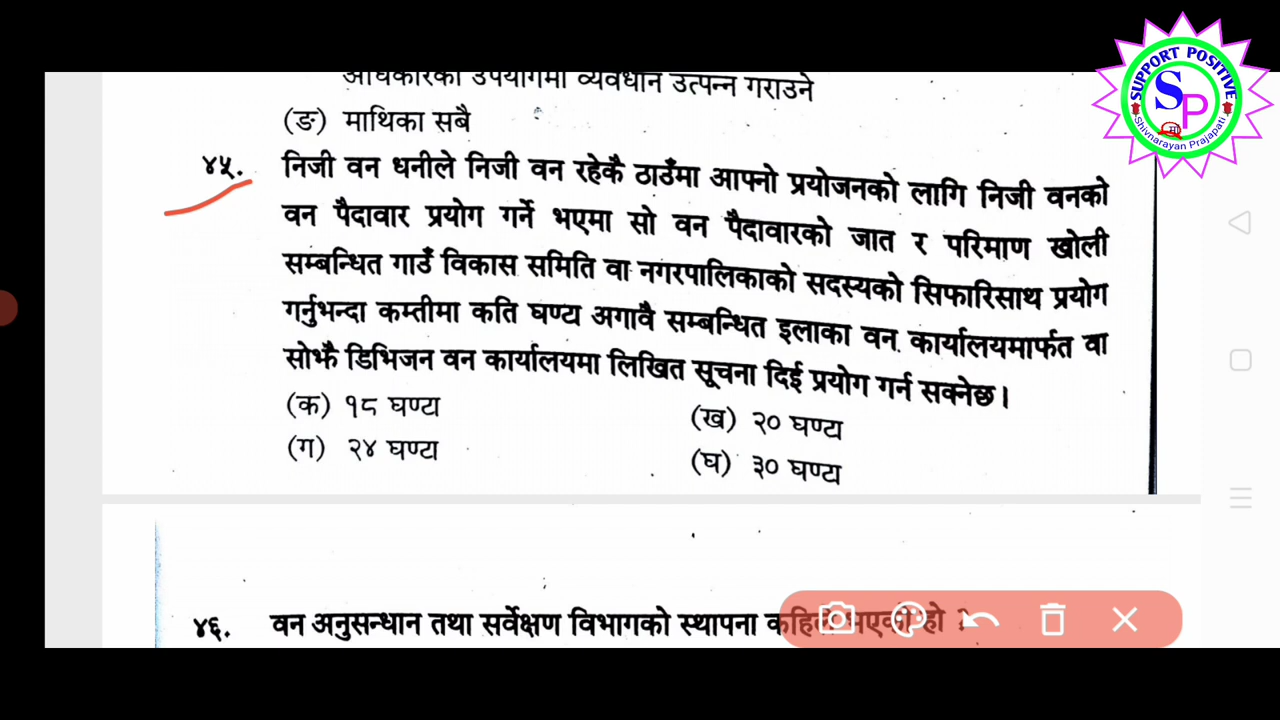 अधिकारको उपयोगमा व्यवधान उत्पन्न गराउने
(ङ) माथिका सबै
४५. निजी वन धनीले निजी वन रहेकै ठाउँमा आफ्नो प्रयोजनको लागि निजी वनको
वन पैदावार प्रयोग गर्ने भएमा सो वन पैदावारको जात र परिमाण खोली
सम्बन्धित गाउँ विकास समिति वा नगरपालिकाको सदस्यको सिफारिसाथ प्रयोग
गर्नुभन्दा कम्तीमा कति घण्टा अगावै सम्बन्धित इलाका वन कार्यालयमार्फत वा
सोझै डिभिजन वन कार्यालयमा लिखित सूचना दिई प्रयोग गर्न सक्नेछ।
(क) १८ घण्टा (ख) २० घण्टा
(ग) २४ घण्टा (घ) ३० घण्टा
४६. वन अनुसन्धान तथा सर्वेक्षण विभागको स्थापना कहिले भएको हो ?
SUPPORT POSITIVE
SP
Shivnarayan Prajapati